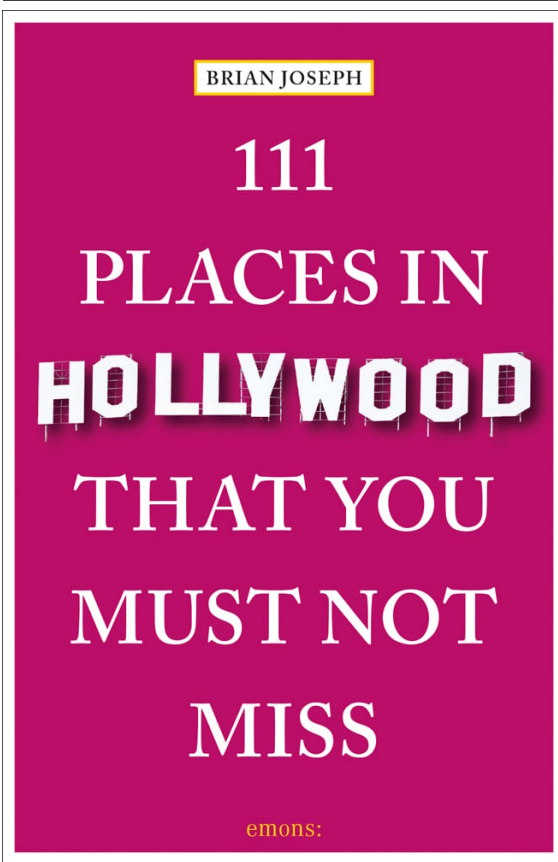 BRIAN JOSEPH
111
PLACES IN
HOLLYWOOD
THAT YOU
MUST NOT
MISS
emons: